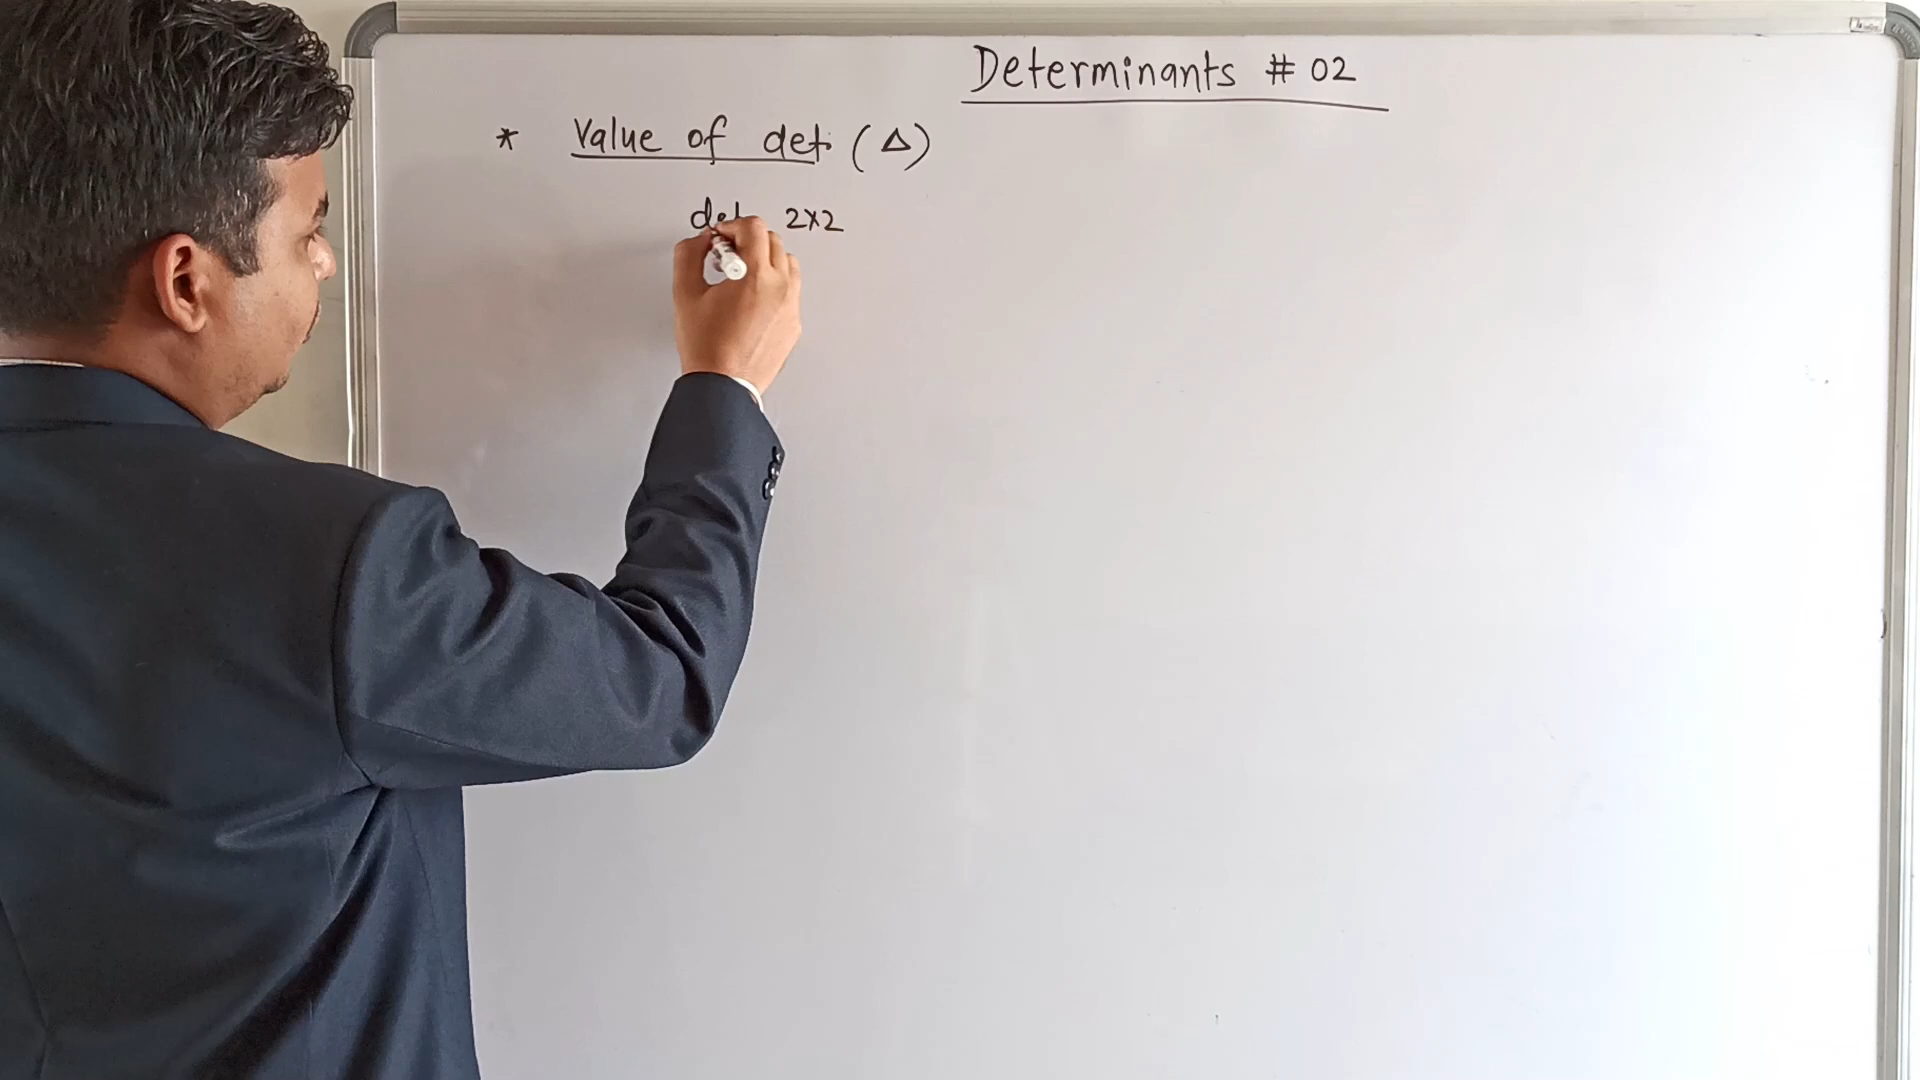 Determinants # 02
* Value of det. (Δ)
det 2x2